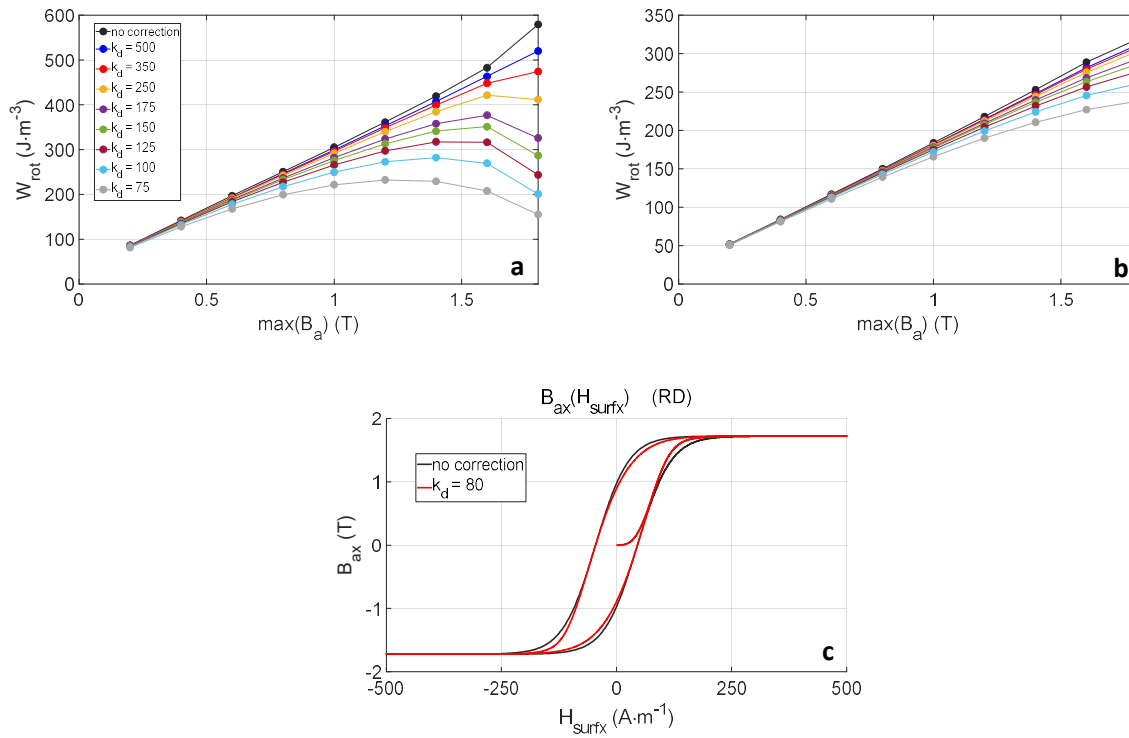 600
500
400
300
200
100
0
W_rot (J·m⁻³)
no correction
k_d = 500
k_d = 350
k_d = 250
k_d = 175
k_d = 150
k_d = 125
k_d = 100
k_d = 75
a
0 0.5 1 1.5
max(B_a) (T)
350
300
250
200
150
100
50
0
W_rot (J·m⁻³)
b
0 0.5 1 1.5
max(B_a) (T)
B_ax(H_surfx) (RD)
2
1
0
-1
-2
B_ax (T)
no correction
k_d = 80
c
-500 -250 0 250 500
H_surfx (A·m⁻¹)